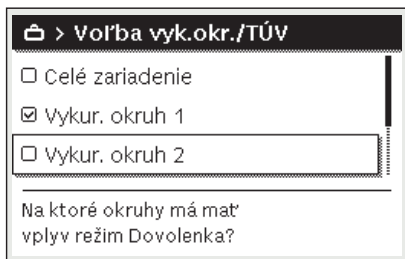 > Voľba vyk.okr./TÚV
Celé zariadenie
Vykur. okruh 1
Vykur. okruh 2
Na ktoré okruhy má mať
vplyv režim Dovolenka?